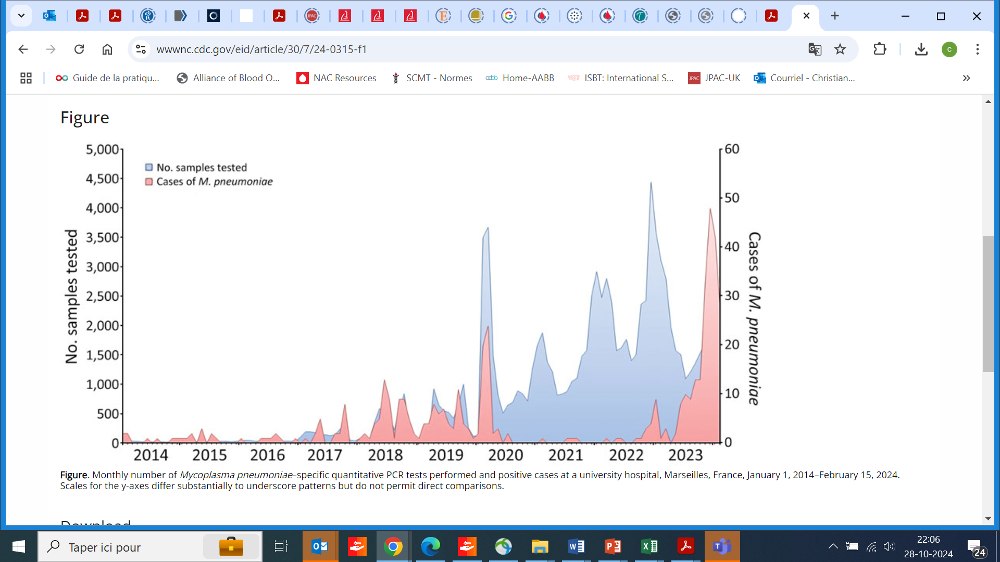 wwwnc.cdc.gov/eid/article/30/7/24-0315-f1
C
Guide de la pratiqu...
Alliance of Blood O...
NAC Resources
SCMT - Normes
Home-AABB
ISBT: International S...
JPAC
JPAC-UK
Courriel - Christian...
Figure
5,000
4,500
4,000
3,500
3,000
2,500
2,000
1,500
1,000
500
0
No. samples tested
No. samples tested
Cases of M. pneumoniae
60
50
40
30
20
10
0
Cases of M. pneumoniae
2014 2015 2016 2017 2018 2019 2020 2021 2022 2023
Figure. Monthly number of Mycoplasma pneumoniae–specific quantitative PCR tests performed and positive cases at a university hospital, Marseilles, France, January 1, 2014–February 15, 2024.
Scales for the y-axes differ substantially to underscore patterns but do not permit direct comparisons.
Download
Taper ici pour
22:06
28-10-2024
24